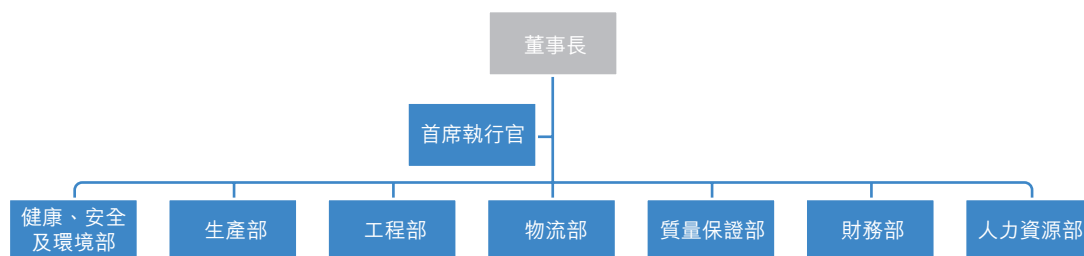 董事長
首席執行官
健康、安全
及環境部
生產部
工程部
物流部
質量保證部
財務部
人力資源部